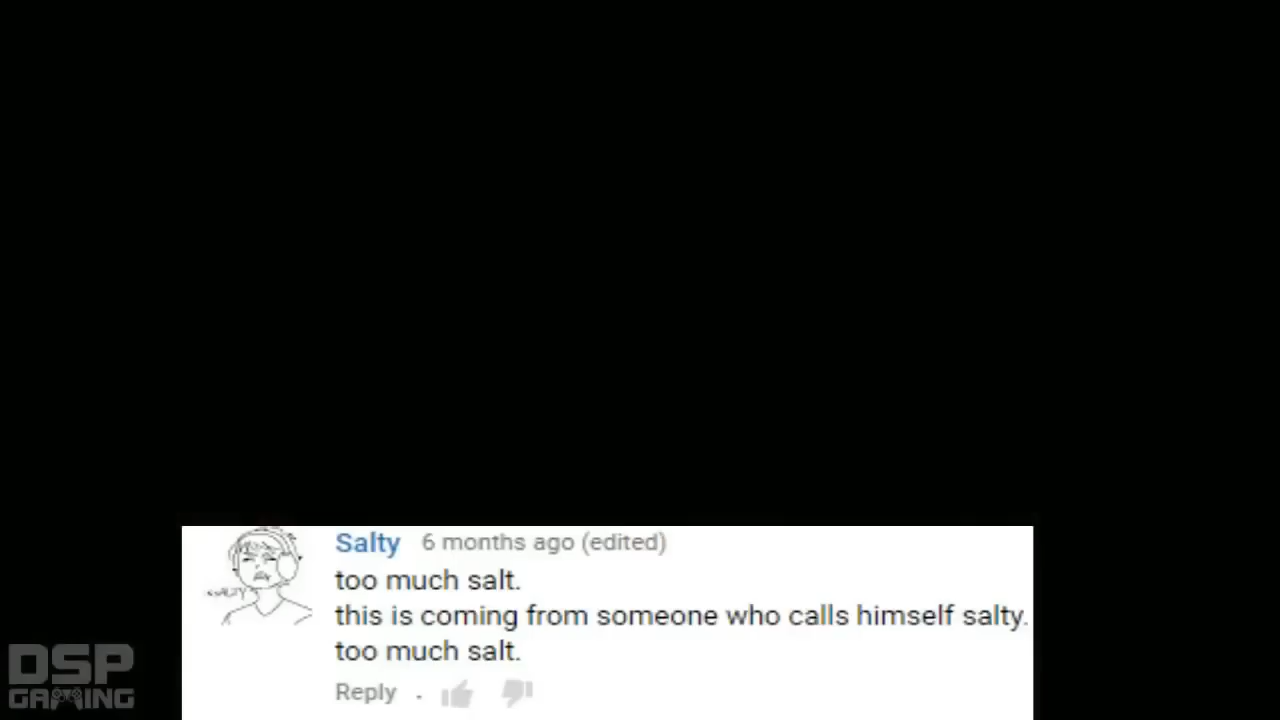 Salty 6 months ago (edited)
too much salt.
this is coming from someone who calls himself salty.
too much salt.
Reply .
DSP
GAMING